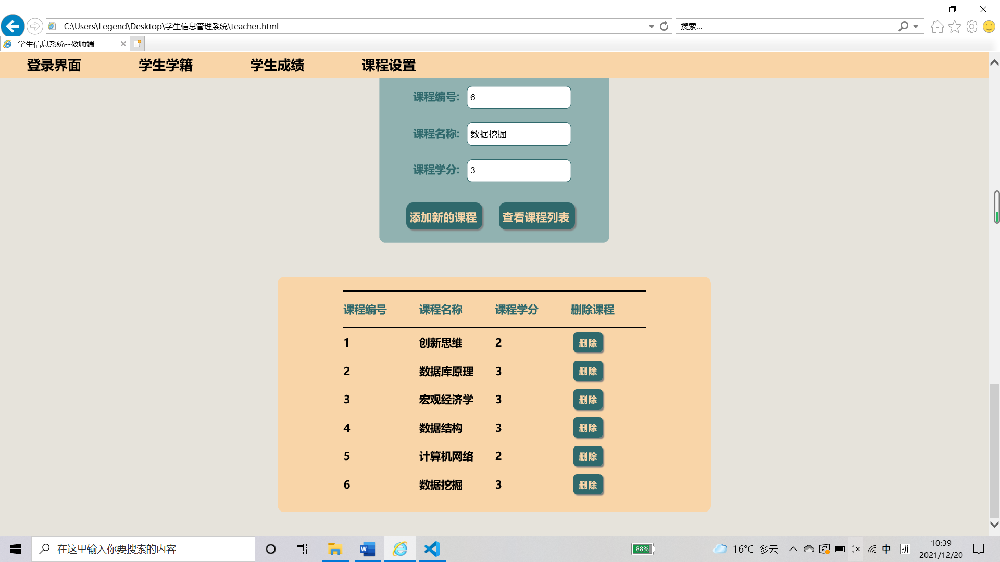 C:\Users\Legend\Desktop\学生信息管理系统\teacher.html
搜索...
学生信息系统--教师端
登录界面 学生学籍 学生成绩 课程设置
课程编号: 6
课程名称: 数据挖掘
课程学分: 3
添加新的课程 查看课程列表
课程编号 课程名称 课程学分 删除课程
1 创新思维 2 删除
2 数据库原理 3 删除
3 宏观经济学 3 删除
4 数据结构 3 删除
5 计算机网络 2 删除
6 数据挖掘 3 删除
在这里输入你要搜索的内容
88%
16°C 多云
中
拼
10:39
2021/12/20